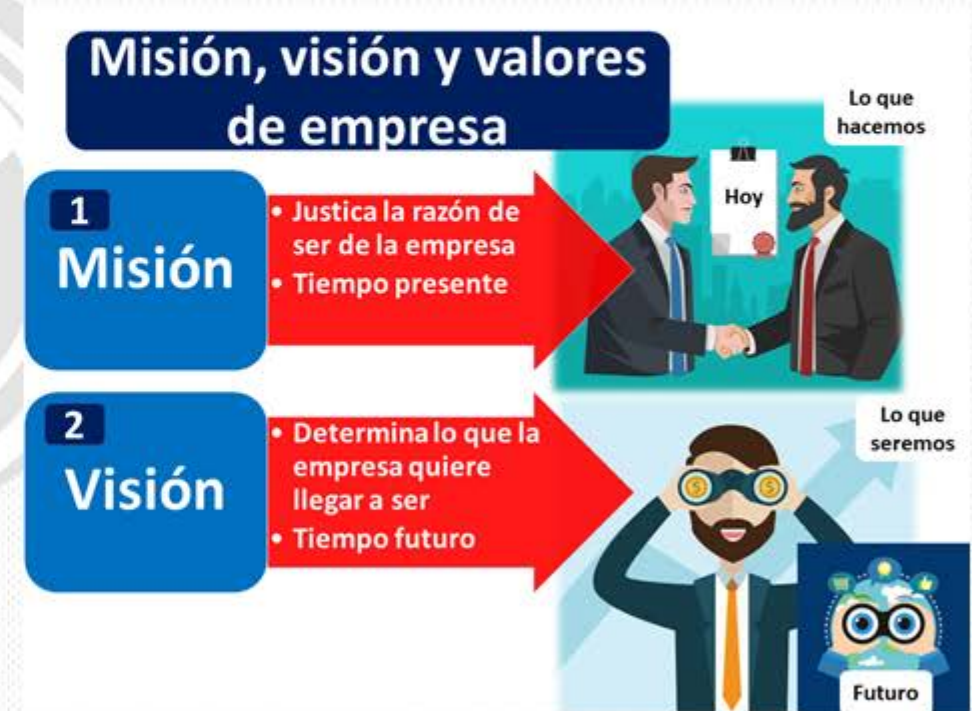 Misión, visión y valores
de empresa
Lo que
hacemos
1
Misión
• Justica la razón de
ser de la empresa
• Tiempo presente
Hoy
2
Visión
• Determina lo que la
empresa quiere
llegar a ser
• Tiempo futuro
Lo que
seremos
$ $
Futuro